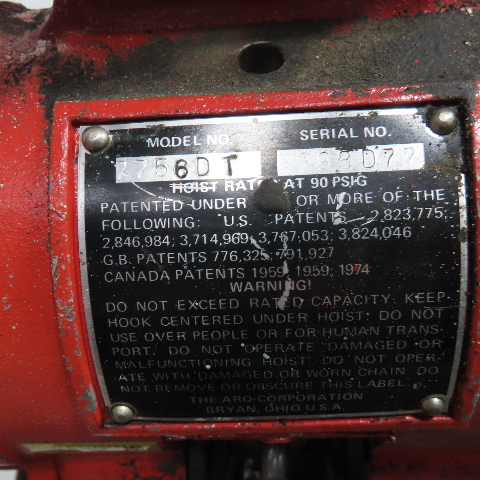 MODEL NO. SERIAL NO.
7756DT 68D77
HOIST RATED AT 90 PSIG
PATENTED UNDER OR MORE OF THE
FOLLOWING: U.S. PATENTS 2,823,775;
2,846,984; 3,714,969; 3,767,053; 3,824,046
G.B. PATENTS 776,325; 791,927
CANADA PATENTS 1959; 1959; 1974
WARNING!
DO NOT EXCEED RATED CAPACITY. KEEP
HOOK CENTERED UNDER HOIST. DO NOT
USE OVER PEOPLE OR FOR HUMAN TRANS-
PORT. DO NOT OPERATE DAMAGED OR
MALFUNCTIONING HOIST. DO NOT OPER-
ATE WITH DAMAGED OR WORN CHAIN. DO
NOT REMOVE OR OBSCURE THIS LABEL.
THE ARO CORPORATION
BRYAN, OHIO U.S.A.